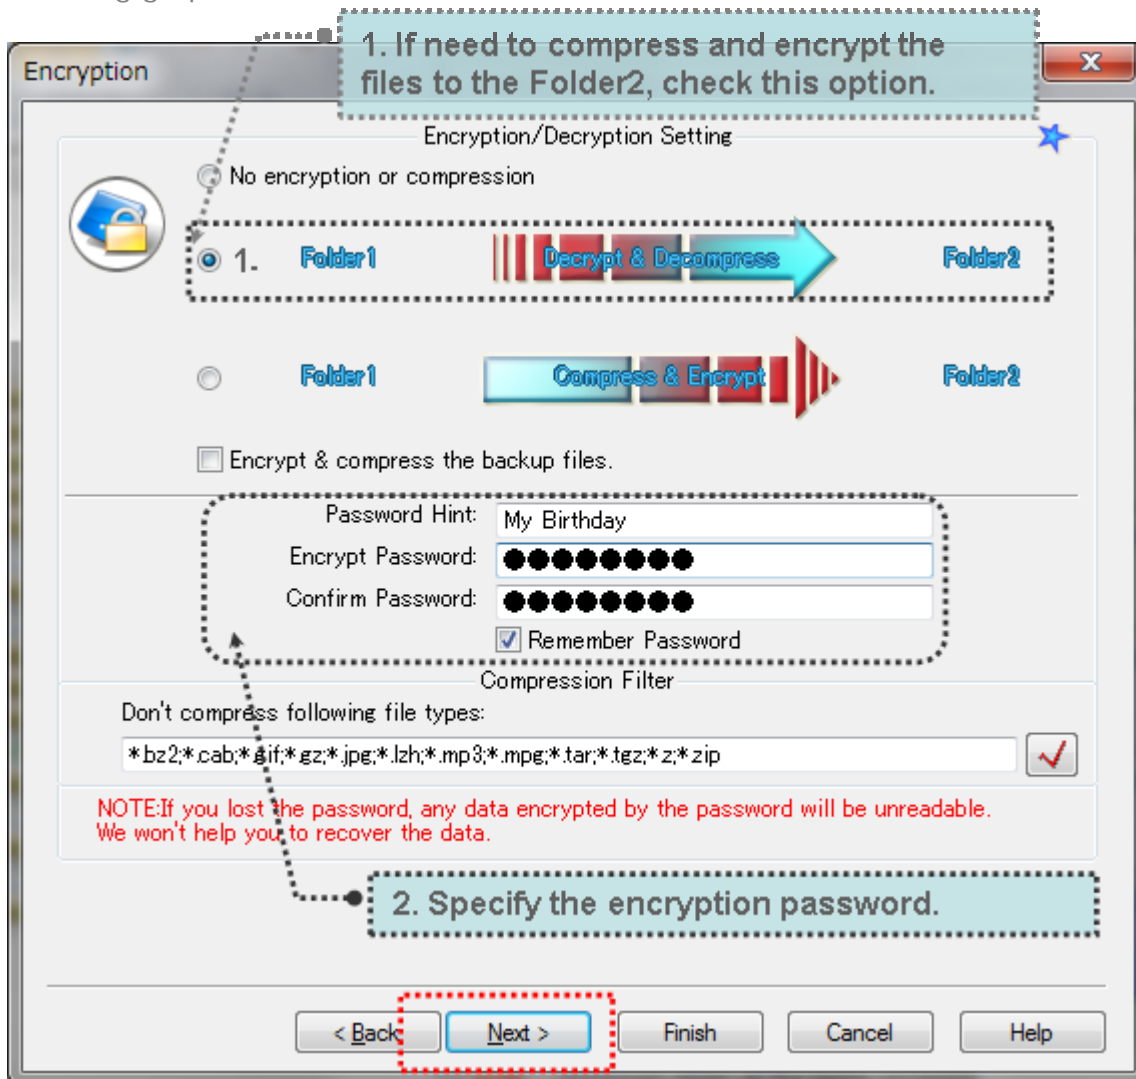 1. If need to compress and encrypt the
files to the Folder2, check this option.
Encryption
Encryption/Decryption Setting
No encryption or compression
1. Folder1 Decrypt & Decompress Folder2
Folder1 Compress & Encrypt Folder2
Encrypt & compress the backup files.
Password Hint: My Birthday
Encrypt Password: ●●●●●●●●
Confirm Password: ●●●●●●●●
Remember Password
Compression Filter
Don't compress following file types:
*.bz2;*.cab;*.gif;*.gz;*.jpg;*.lzh;*.mp3;*.mpg;*.tar;*.tgz;*.z;*.zip
NOTE:If you lost the password, any data encrypted by the password will be unreadable.
We won't help you to recover the data.
2. Specify the encryption password.
< Back Next > Finish Cancel Help